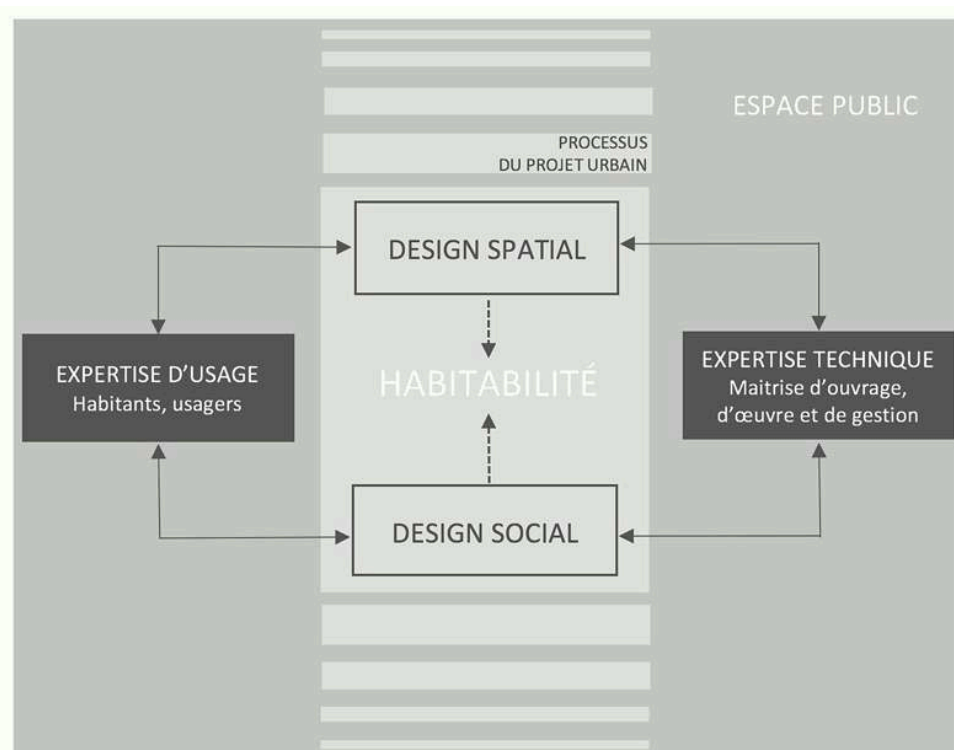 ESPACE PUBLIC
PROCESSUS
DU PROJET URBAIN
DESIGN SPATIAL
EXPERTISE D'USAGE
Habitants, usagers
HABITABILITÉ
EXPERTISE TECHNIQUE
Maitrise d'ouvrage,
d'œuvre et de gestion
DESIGN SOCIAL